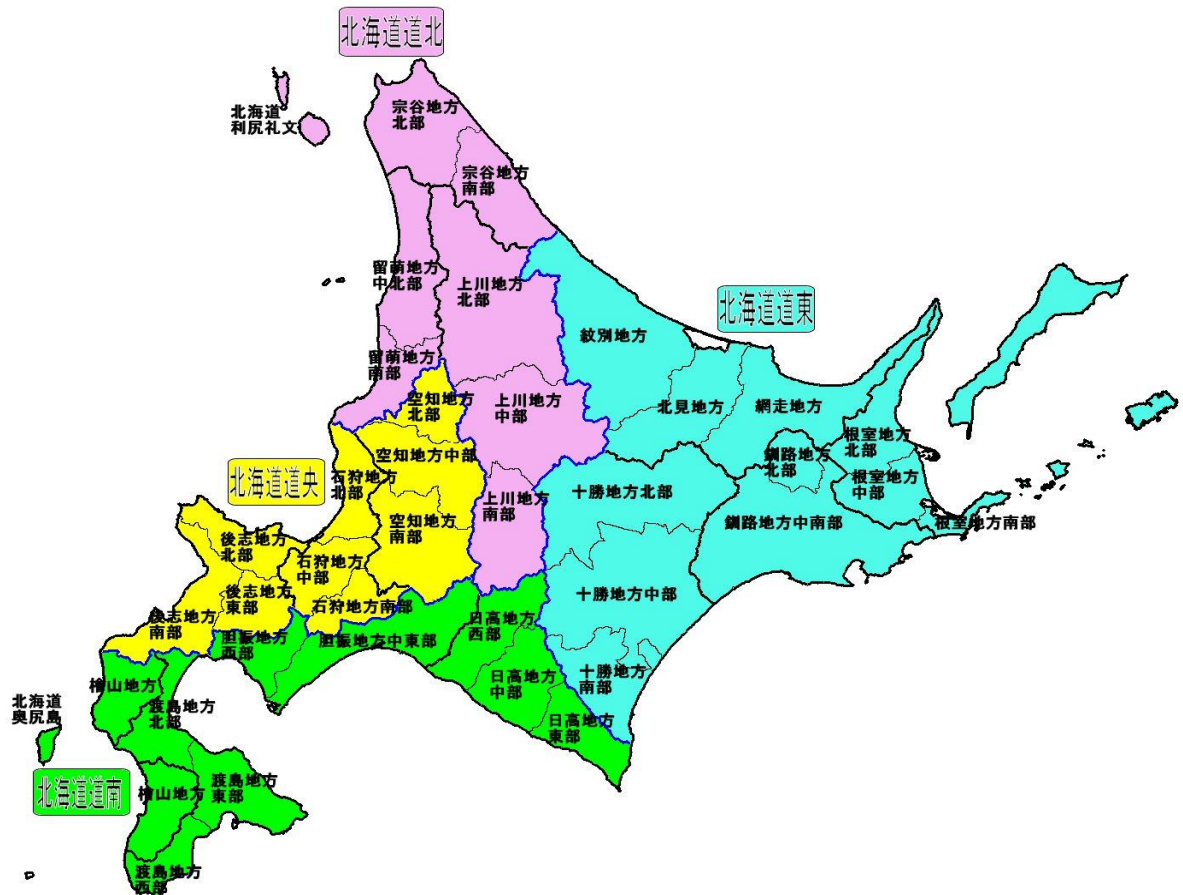 北海道道北
北海道
利尻礼文
宗谷地方
北部
宗谷地方
南部
留萌地方
中北部
上川地方
北部
留萌地方
南部
上川地方
中部
上川地方
南部
北海道道東
紋別地方
北見地方
網走地方
釧路地方
北部
根室地方
北部
根室地方
中部
根室地方南部
釧路地方中南部
十勝地方北部
十勝地方中部
十勝地方
南部
北海道道央
空知地方
北部
空知地方中部
空知地方
南部
石狩地方
北部
石狩地方
中部
石狩地方南部
後志地方
北部
後志地方
東部
後志地方
南部
胆振地方
西部
胆振地方中東部
日高地方
西部
日高地方
中部
日高地方
東部
檜山地方
渡島地方
北部
北海道
奥尻島
北海道道南
檜山地方
渡島地方
東部
渡島地方
西部